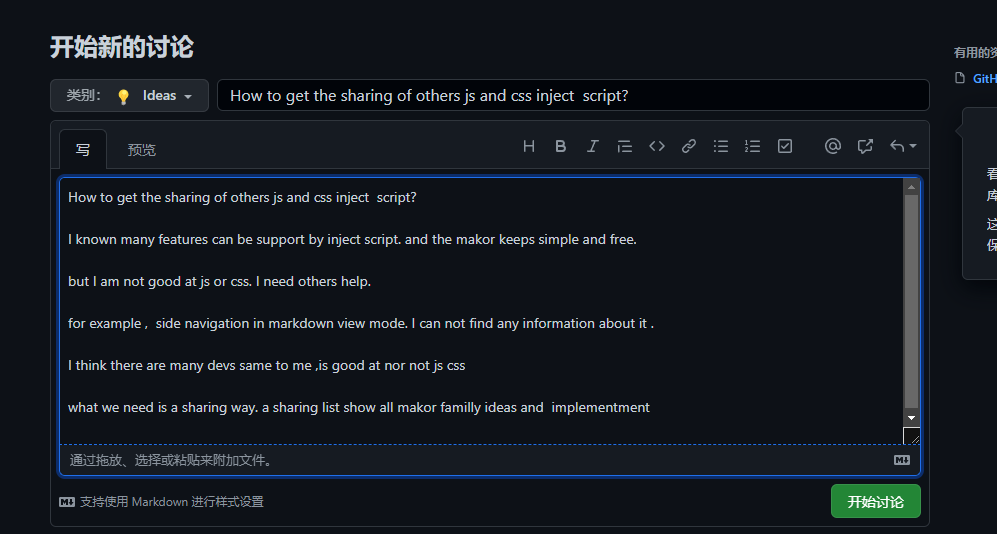 开始新的讨论
有用的资
类别： Ideas
How to get the sharing of others js and css inject  script?
GitH
写
预览
How to get the sharing of others js and css inject  script?
I known many features can be support by inject script. and the makor keeps simple and free.
but I am not good at js or css. I need others help.
for example ,  side navigation in markdown view mode. I can not find any information about it .
I think there are many devs same to me ,is good at nor not js css
what we need is a sharing way. a sharing list show all makor familly ideas and  implementment
看
库
这
保
通过拖放、选择或粘贴来附加文件。
支持使用 Markdown 进行样式设置
开始讨论